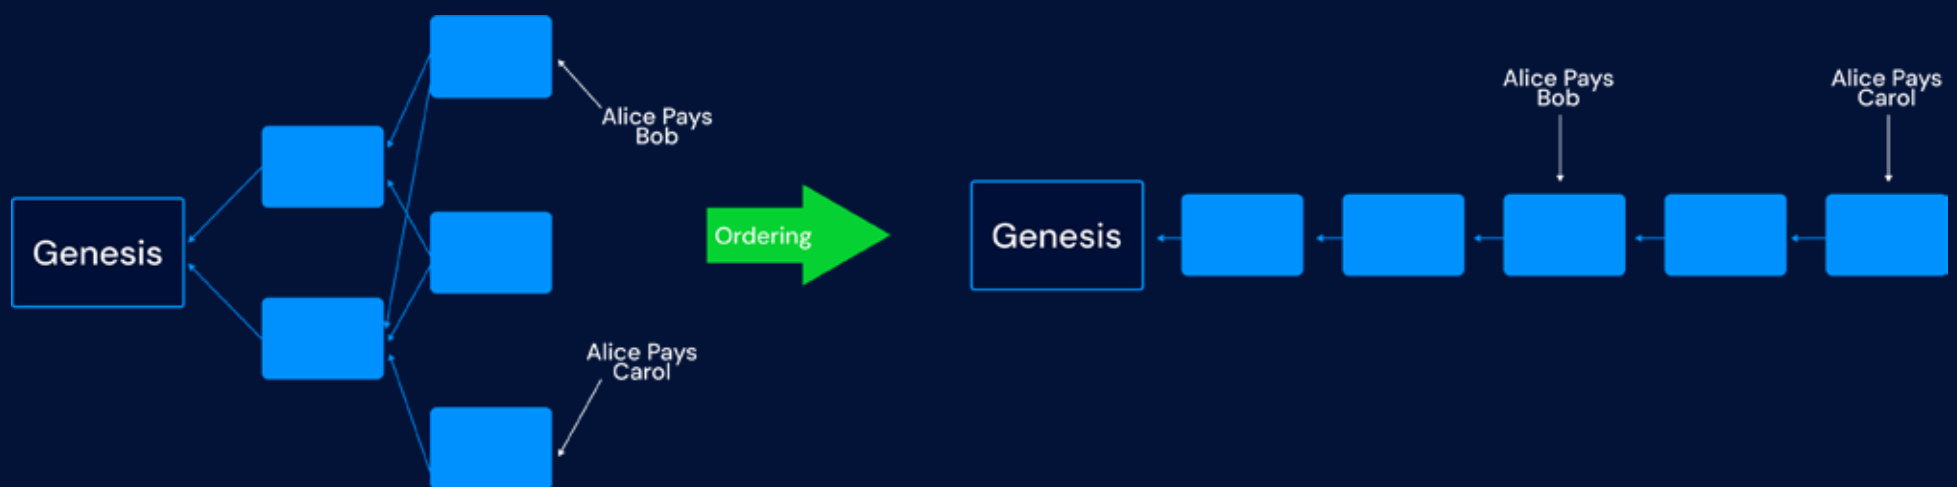 Genesis
Alice Pays
Bob
Alice Pays
Carol
Ordering
Genesis
Alice Pays
Bob
Alice Pays
Carol